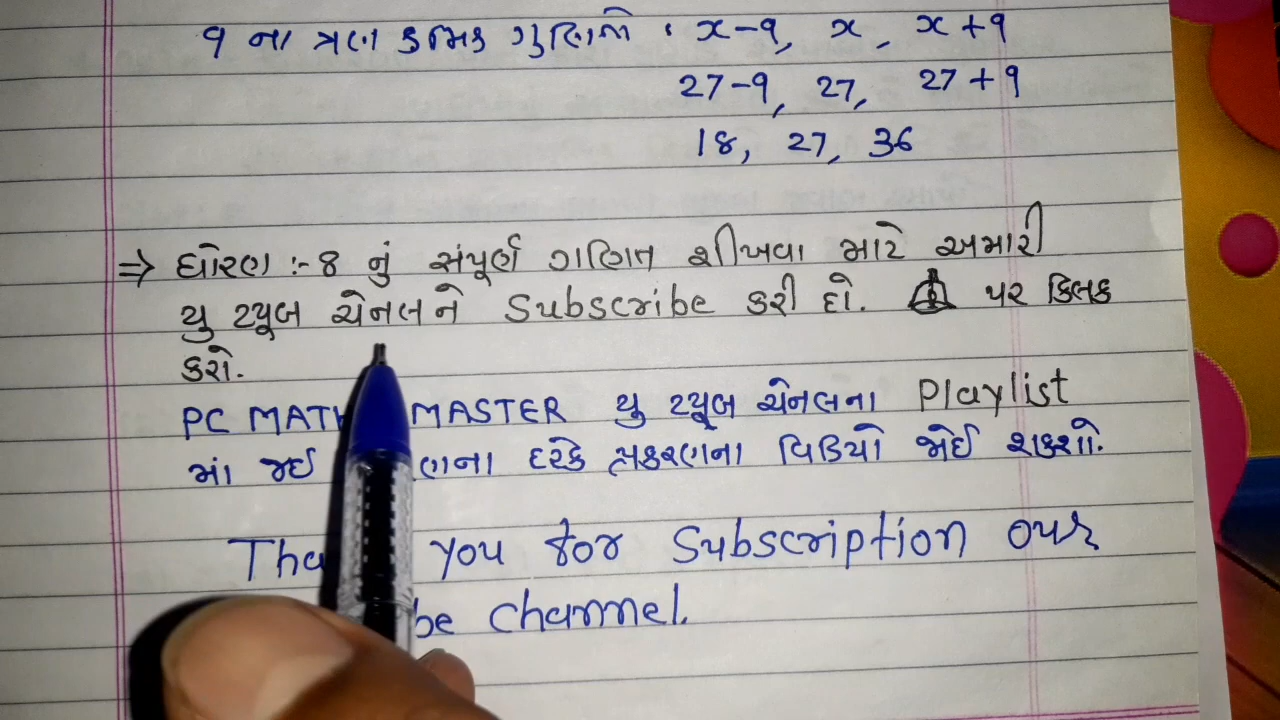 9 ના ત્રણ ક્રમિક ગુણિતો : x-9, x, x+9
27-9, 27, 27+9
18, 27, 36
⇒ ધોરણ :- 8 નું સંપૂર્ણ ગણિત શીખવા માટે અમારી
યુ ટ્યૂબ ચેનલને Subscribe કરી દો. 🔔 પર ક્લિક
કરો.
PC MATH MASTER યુ ટ્યૂબ ચેનલના Playlist
માં જઈ દરેક પ્રકરણના વિડિયો જોઈ શકશો.
you for Subscription our
channel.